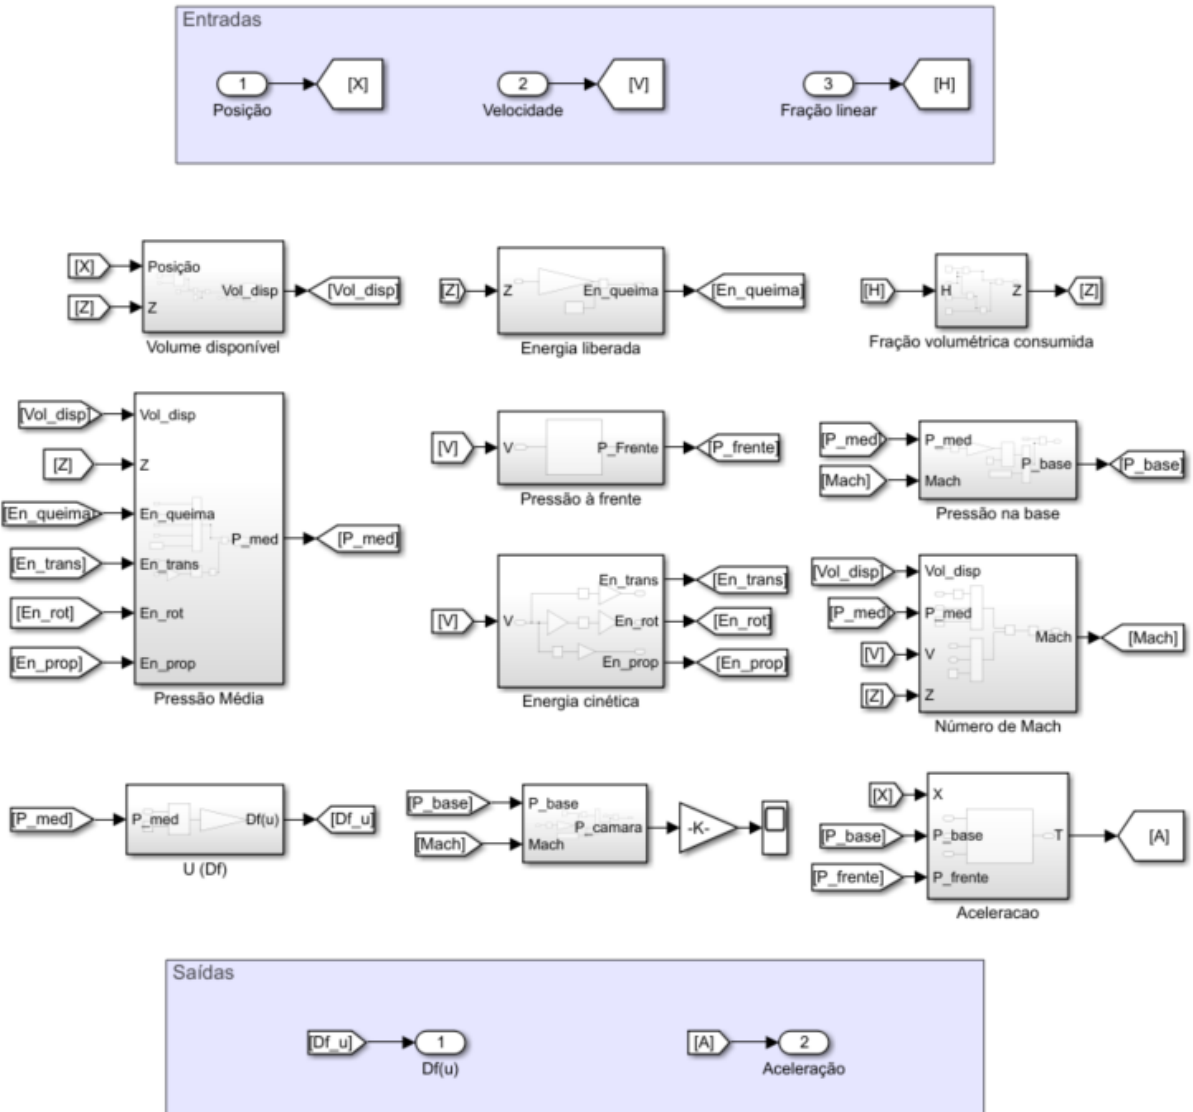 Entradas
1
[X]
2
[V]
3
[H]
Posição
Velocidade
Fração linear
[X]
Posição
[Z]
Z
Vol_disp
[Vol_disp]
Volume disponível
[Z]
Z
En_queima
[En_queima]
Energia liberada
[H]
H
Z
[Z]
Fração volumétrica consumida
[Vol_disp]
Vol_disp
[Z]
Z
[En_queima]
En_queima
[En_trans]
En_trans
[En_rot]
En_rot
[En_prop]
En_prop
P_med
[P_med]
Pressão Média
[V]
V
P_Frente
[P_frente]
Pressão à frente
[P_med]
P_med
[Mach]
Mach
P_base
[P_base]
Pressão na base
[V]
V
En_trans
[En_trans]
En_rot
[En_rot]
En_prop
[En_prop]
Energia cinética
[Vol_disp]
Vol_disp
[P_med]
P_med
[V]
V
[Z]
Z
Mach
[Mach]
Número de Mach
[P_med]
P_med
Df(u)
[Df_u]
U (Df)
[P_base]
P_base
[Mach]
Mach
P_camara
-K-
[X]
X
[P_base]
P_base
[P_frente]
P_frente
T
[A]
Aceleracao
Saídas
[Df_u]
1
Df(u)
[A]
2
Aceleração